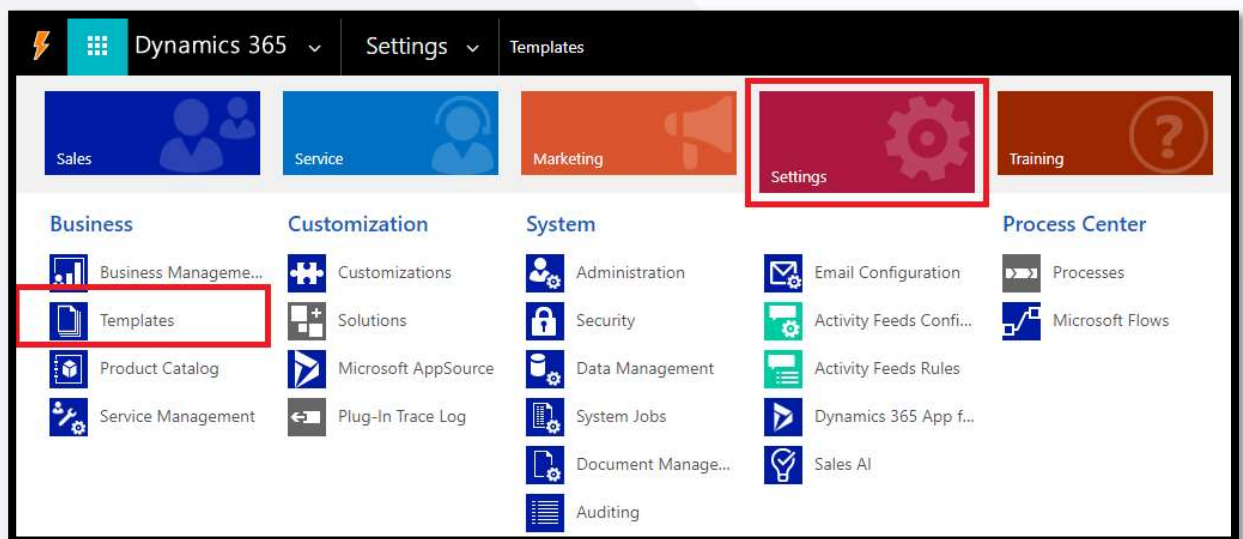 Dynamics 365 Settings Templates
Sales Service Marketing Settings Training
Business Customization System Process Center
Business Manageme... Customizations Administration Email Configuration Processes
Templates Solutions Security Activity Feeds Confi... Microsoft Flows
Product Catalog Microsoft AppSource Data Management Activity Feeds Rules
Service Management Plug-In Trace Log System Jobs Dynamics 365 App f...
Document Manage... Sales AI
Auditing